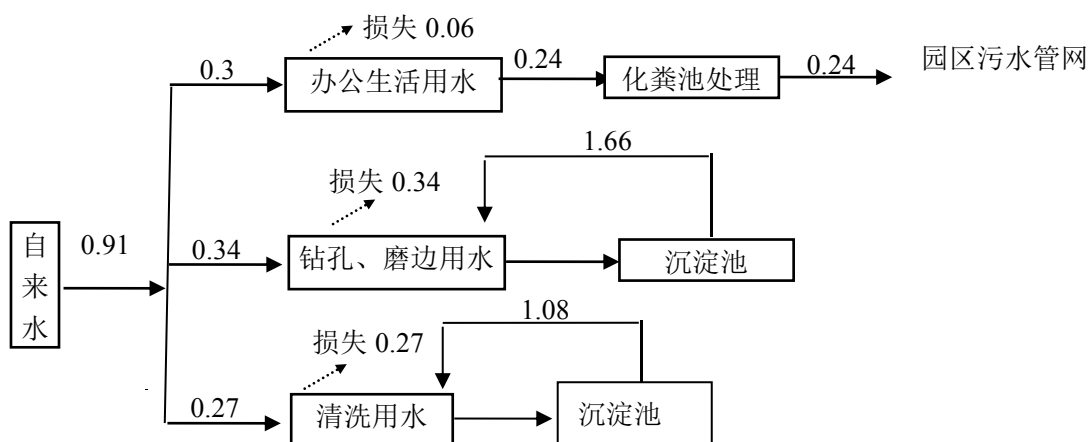 损失 0.06
0.3
办公生活用水
0.24
化粪池处理
0.24
园区污水管网
1.66
损失 0.34
自来水
0.91
0.34
钻孔、磨边用水
沉淀池
1.08
损失 0.27
0.27
清洗用水
沉淀池